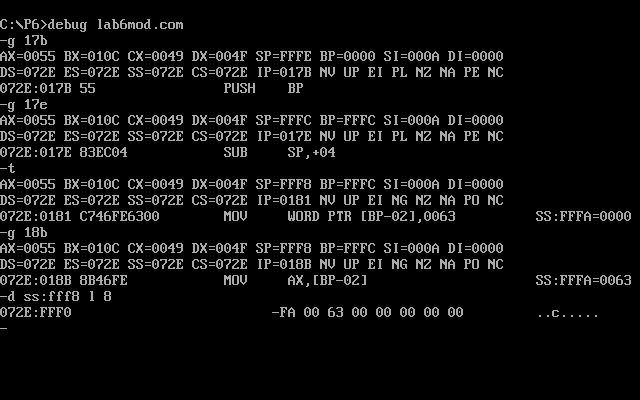 C:\P6>debug lab6mod.com
-g 17b
AX=0055 BX=010C CX=0049 DX=004F SP=FFFE BP=0000 SI=000A DI=0000
DS=072E ES=072E SS=072E CS=072E IP=017B NV UP EI PL NZ NA PE NC
072E:017B 55 PUSH BP
-g 17e
AX=0055 BX=010C CX=0049 DX=004F SP=FFFC BP=FFFC SI=000A DI=0000
DS=072E ES=072E SS=072E CS=072E IP=017E NV UP EI PL NZ NA PE NC
072E:017E 83EC04 SUB SP,+04
-t
AX=0055 BX=010C CX=0049 DX=004F SP=FFF8 BP=FFFC SI=000A DI=0000
DS=072E ES=072E SS=072E CS=072E IP=0181 NV UP EI NG NZ NA PO NC
072E:0181 C746FE6300 MOV WORD PTR [BP-02],0063 SS:FFFA=0000
-g 18b
AX=0055 BX=010C CX=0049 DX=004F SP=FFF8 BP=FFFC SI=000A DI=0000
DS=072E ES=072E SS=072E CS=072E IP=018B NV UP EI NG NZ NA PO NC
072E:018B 8B46FE MOV AX,[BP-02] SS:FFFA=0063
-d ss:fff8 l 8
072E:FFF0 -FA 00 63 00 00 00 00 00 ..c.....
-